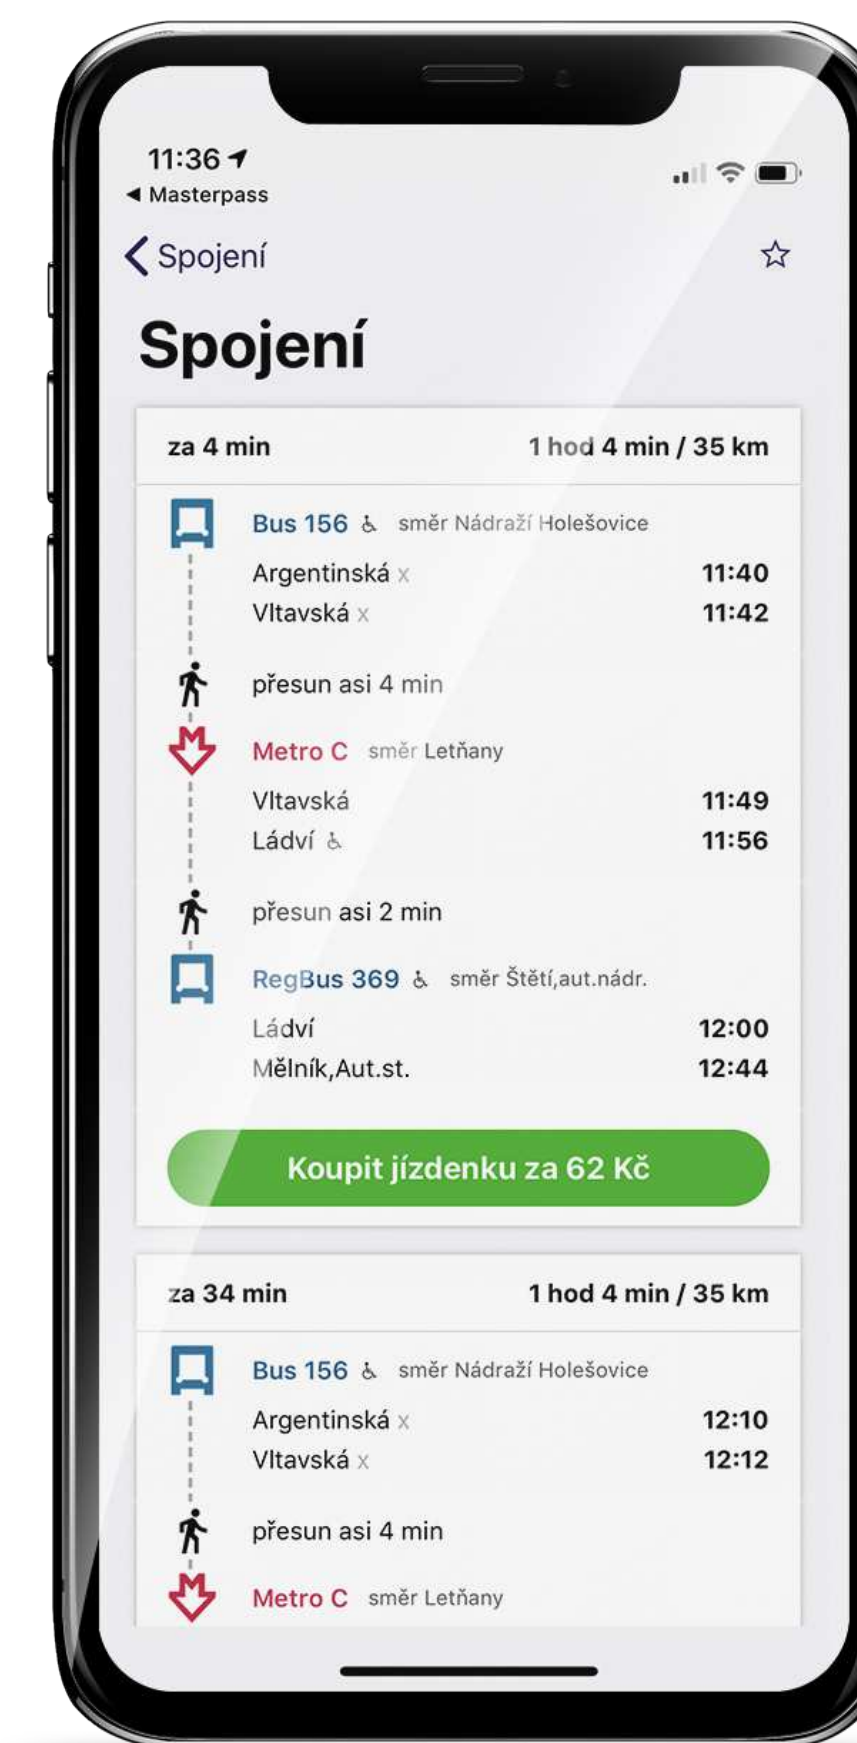 11:36
◀ Masterpass
Spojení
Spojení
za 4 min 1 hod 4 min / 35 km
Bus 156 směr Nádraží Holešovice
Argentinská x 11:40
Vltavská x 11:42
přesun asi 4 min
Metro C směr Letňany
Vltavská 11:49
Ládví 11:56
přesun asi 2 min
RegBus 369 směr Štětí,aut.nádr.
Ládví 12:00
Mělník,Aut.st. 12:44
Koupit jízdenku za 62 Kč
za 34 min 1 hod 4 min / 35 km
Bus 156 směr Nádraží Holešovice
Argentinská x 12:10
Vltavská x 12:12
přesun asi 4 min
Metro C směr Letňany